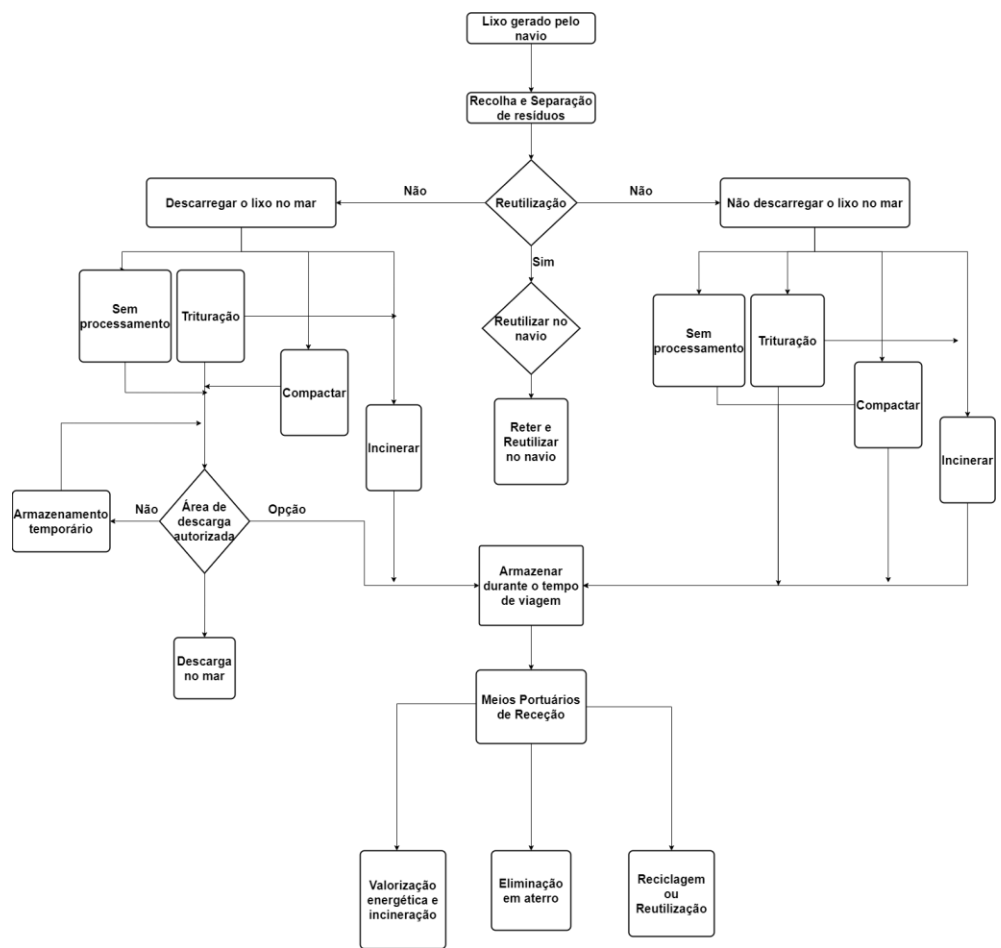 Lixo gerado pelo
navio
Recolha e Separação
de resíduos
Não
Reutilização
Não
Descarregar o lixo no mar
Não descarregar o lixo no mar
Sim
Sem
processamento
Trituração
Compactar
Incinerar
Reutilizar no
navio
Reter e
Reutilizar
no navio
Sem
processamento
Trituração
Compactar
Incinerar
Armazenamento
temporário
Não
Área de
descarga
autorizada
Opção
Descarga
no mar
Armazenar
durante o tempo
de viagem
Meios Portuários
de Receção
Valorização
energética e
incineração
Eliminação
em aterro
Reciclagem
ou
Reutilização